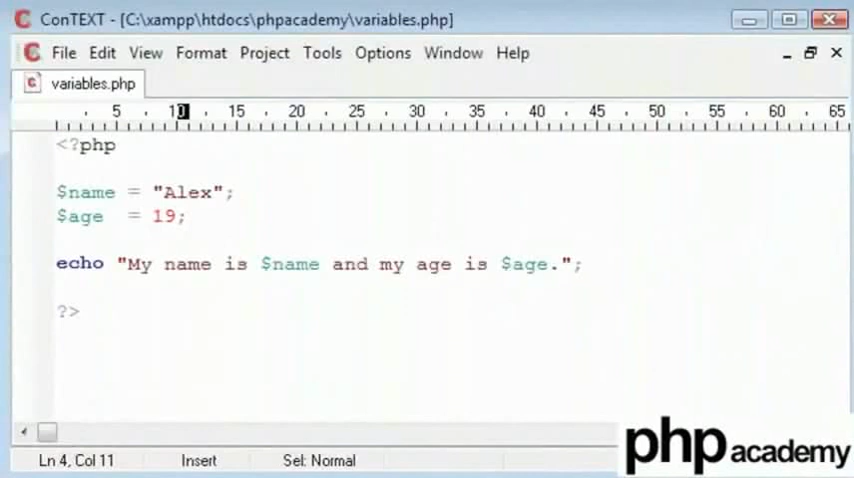 ConTEXT - [C:\xampp\htdocs\phpacademy\variables.php]
File Edit View Format Project Tools Options Window Help
variables.php
5 10 15 20 25 30 35 40 45 50 55 60 65
<?php
$name = "Alex";
$age = 19;
echo "My name is $name and my age is $age.";
?>
Ln 4, Col 11 Insert Sel: Normal
php academy